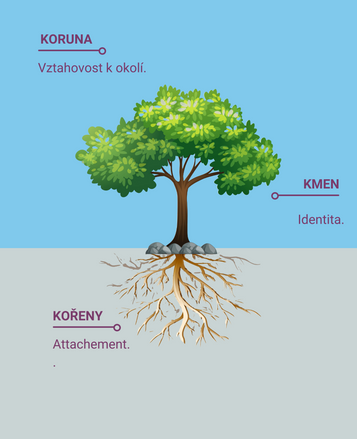 KORUNA
Vztahovost k okolí.
KMEN
Identita.
KOŘENY
Attachement.
.